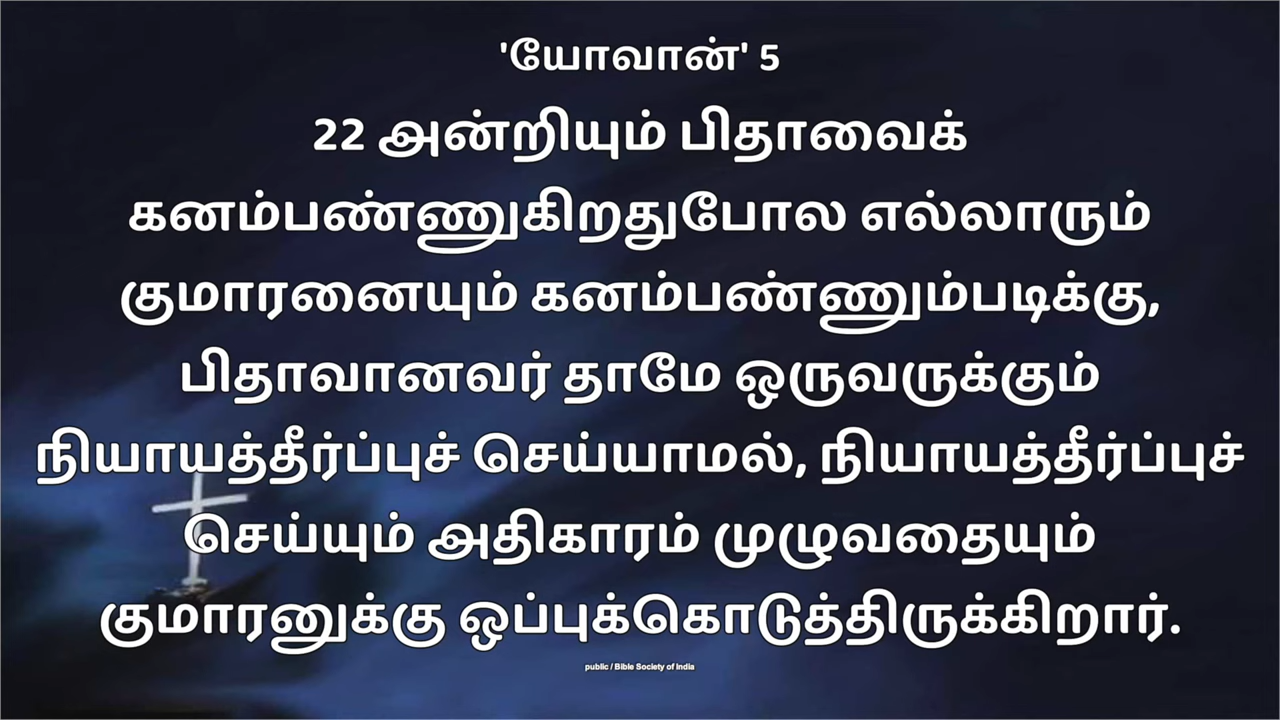 'யோவான்' 5
22 அன்றியும் பிதாவைக்
கனம்பண்ணுகிறதுபோல எல்லாரும்
குமாரனையும் கனம்பண்ணும்படிக்கு,
பிதாவானவர் தாமே ஒருவருக்கும்
நியாயத்தீர்ப்புச் செய்யாமல், நியாயத்தீர்ப்புச்
செய்யும் அதிகாரம் முழுவதையும்
குமாரனுக்கு ஒப்புக்கொடுத்திருக்கிறார்.
public / Bible Society of India